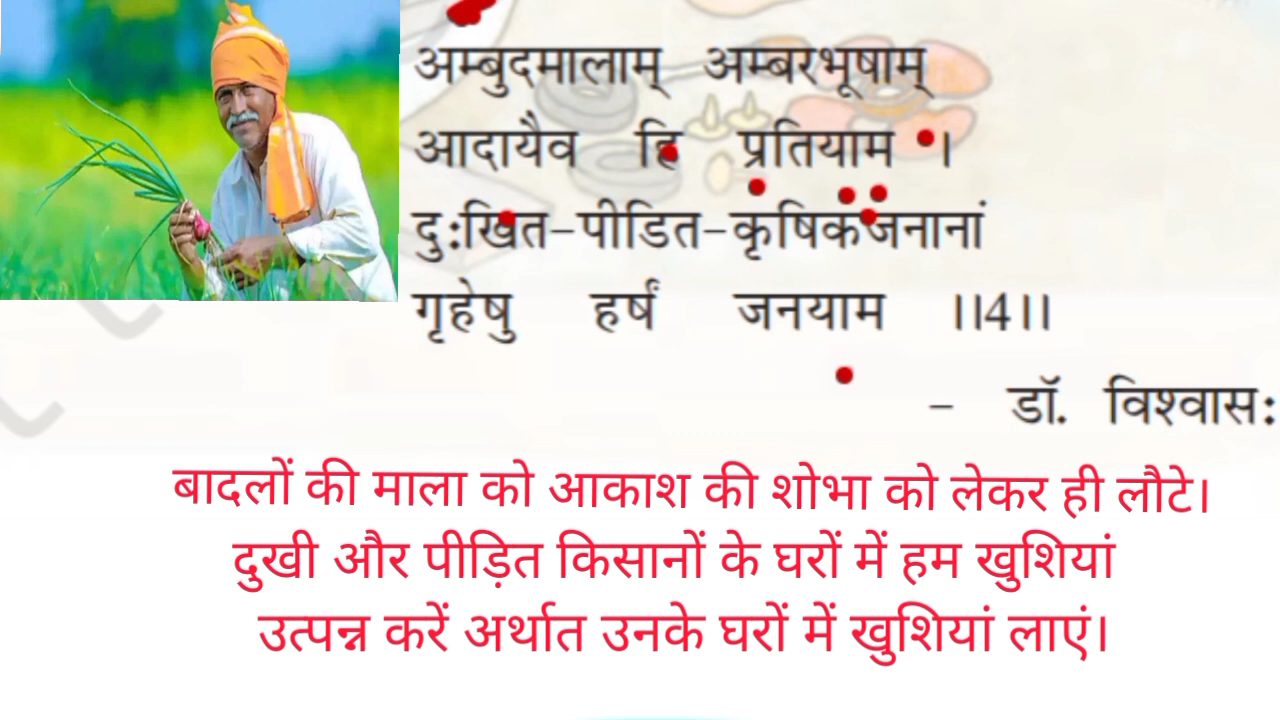 अम्बुदमालाम् अम्बरभूषाम्
आदायैव हि प्रतियाम ।
दुःखित-पीडित-कृषिकजनानां
गृहेषु हर्षं जनयाम ।।4।।
- डॉ. विश्वासः
बादलों की माला को आकाश की शोभा को लेकर ही लौटे।
दुखी और पीड़ित किसानों के घरों में हम खुशियां
उत्पन्न करें अर्थात उनके घरों में खुशियां लाएं।